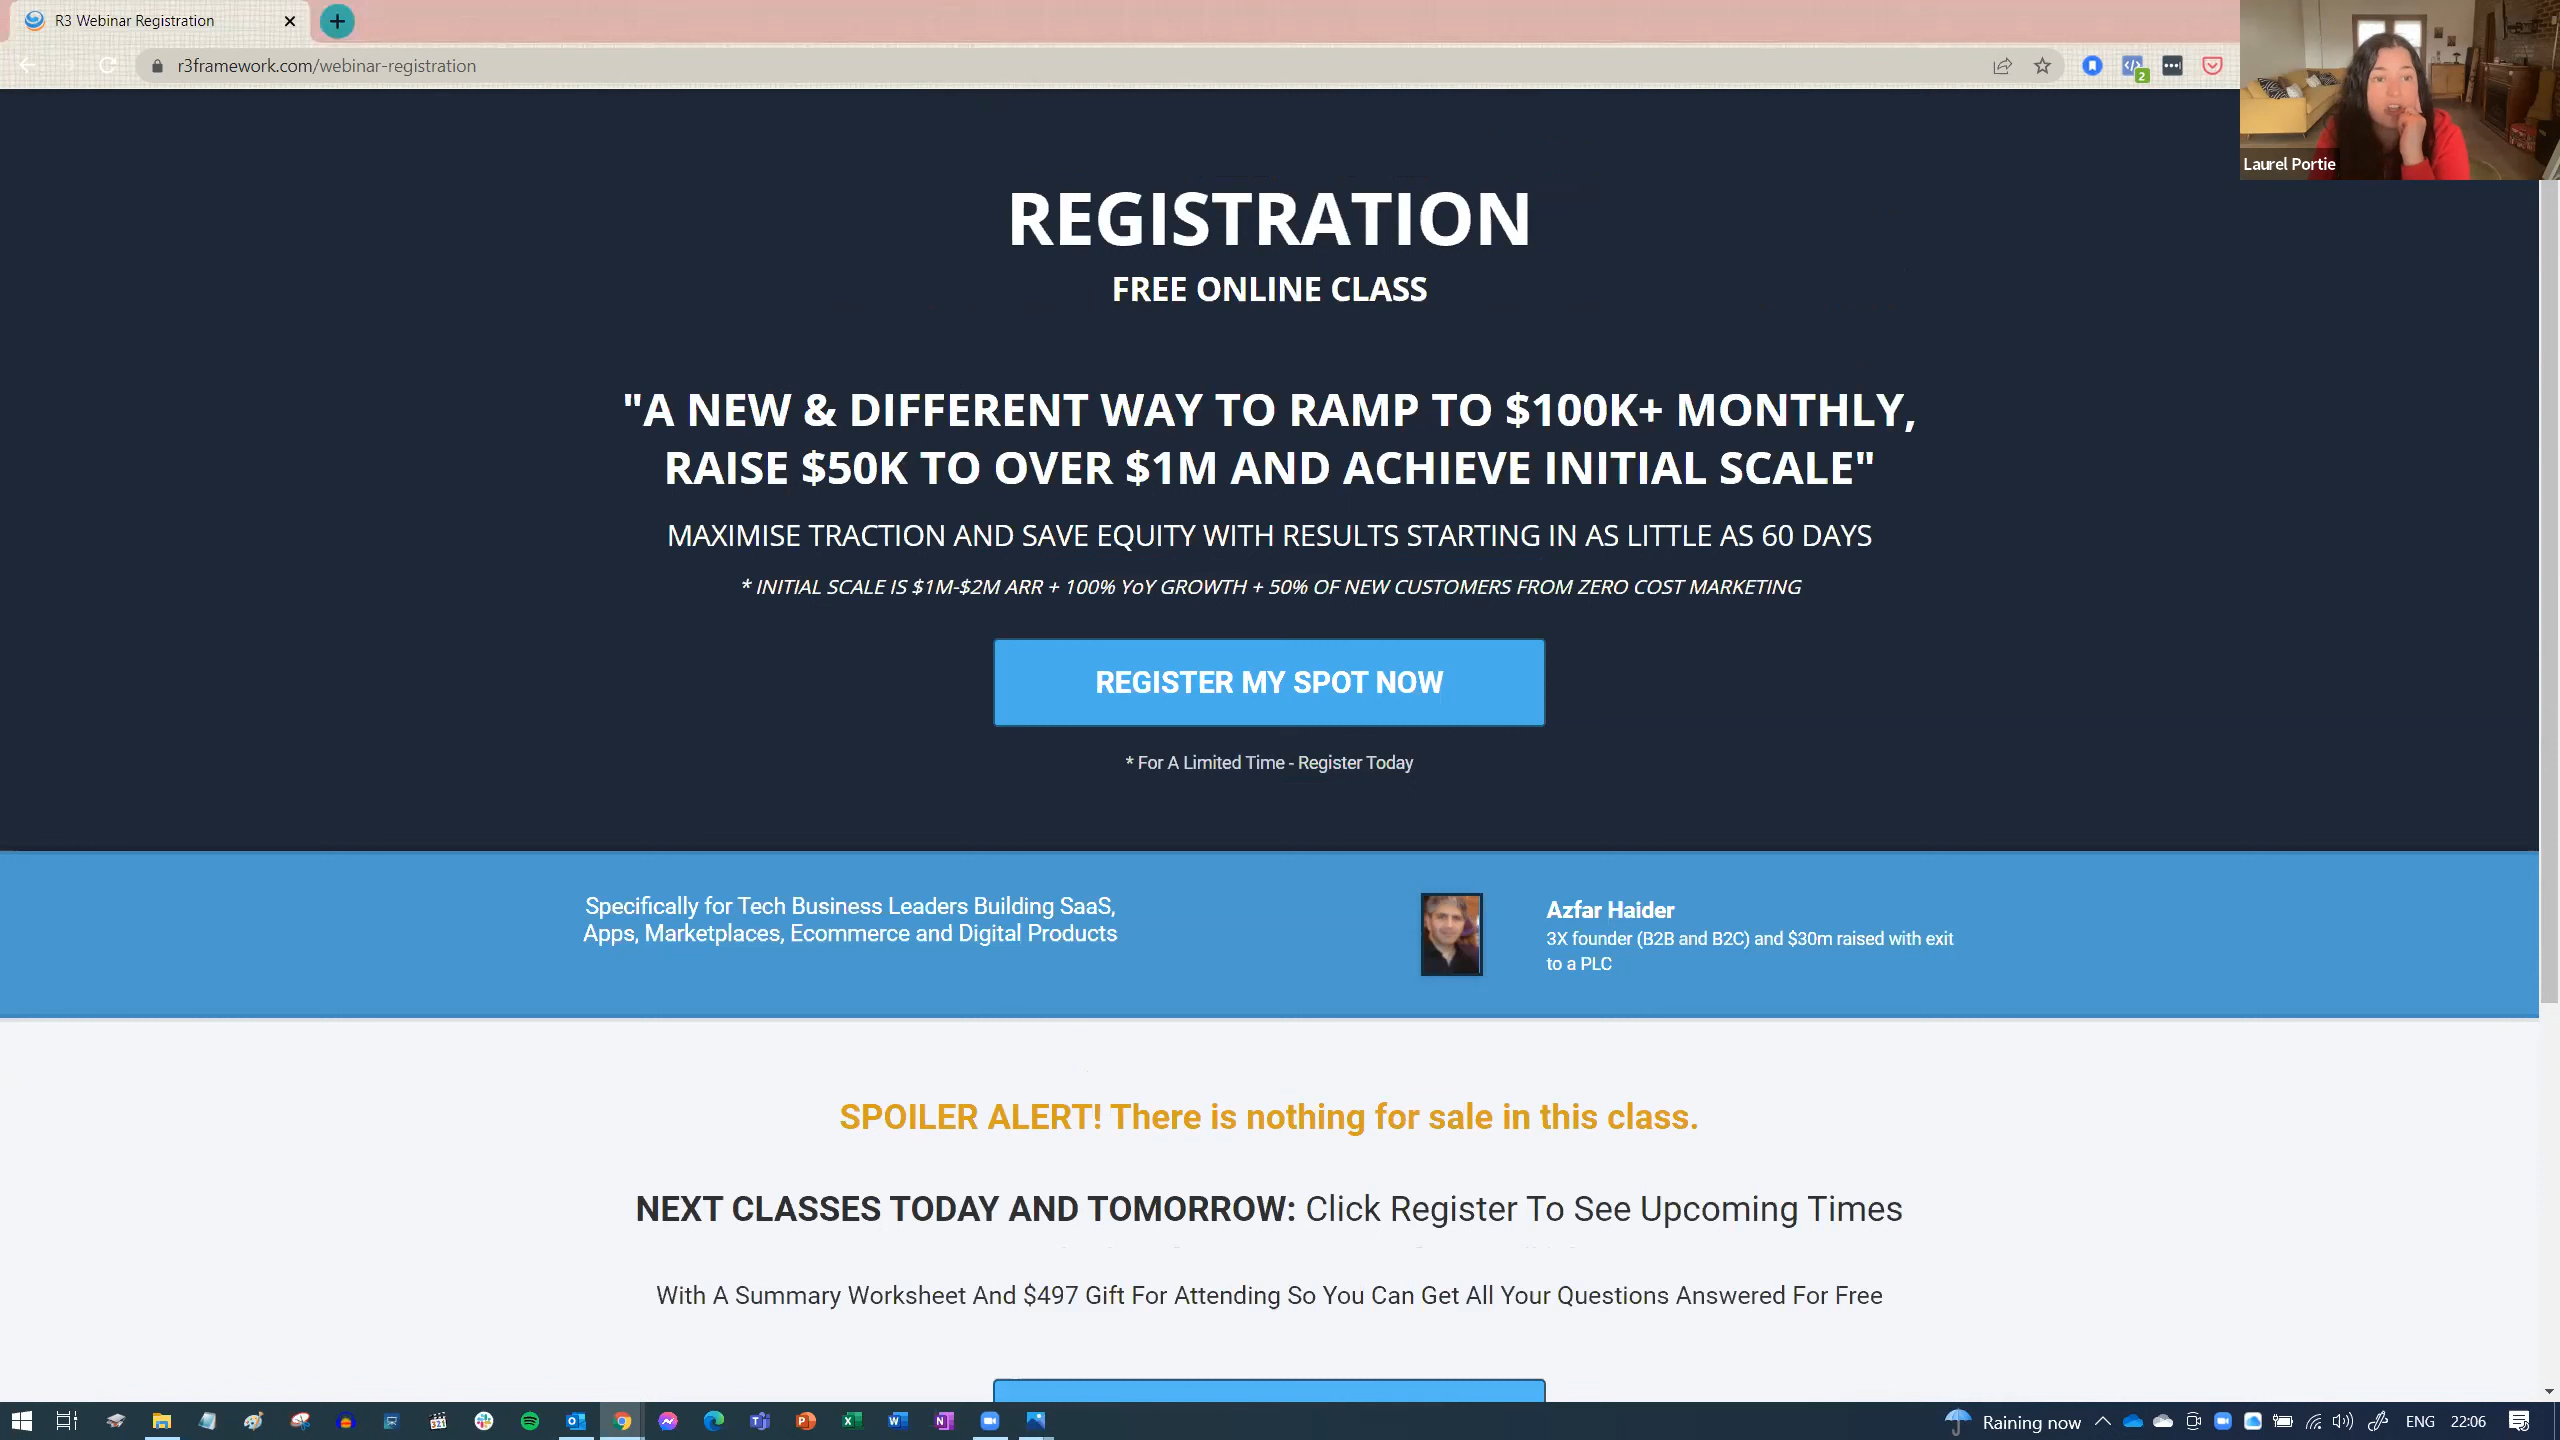 R3 Webinar Registration
r3framework.com/webinar-registration
2
Laurel Portie
REGISTRATION
FREE ONLINE CLASS
"A NEW & DIFFERENT WAY TO RAMP TO $100K+ MONTHLY,
RAISE $50K TO OVER $1M AND ACHIEVE INITIAL SCALE"
MAXIMISE TRACTION AND SAVE EQUITY WITH RESULTS STARTING IN AS LITTLE AS 60 DAYS
* INITIAL SCALE IS $1M-$2M ARR + 100% YoY GROWTH + 50% OF NEW CUSTOMERS FROM ZERO COST MARKETING
REGISTER MY SPOT NOW
* For A Limited Time - Register Today
Specifically for Tech Business Leaders Building SaaS,
Apps, Marketplaces, Ecommerce and Digital Products
Azfar Haider
3X founder (B2B and B2C) and $30m raised with exit
to a PLC
SPOILER ALERT! There is nothing for sale in this class.
NEXT CLASSES TODAY AND TOMORROW: Click Register To See Upcoming Times
With A Summary Worksheet And $497 Gift For Attending So You Can Get All Your Questions Answered For Free
Raining now
ENG
22:06